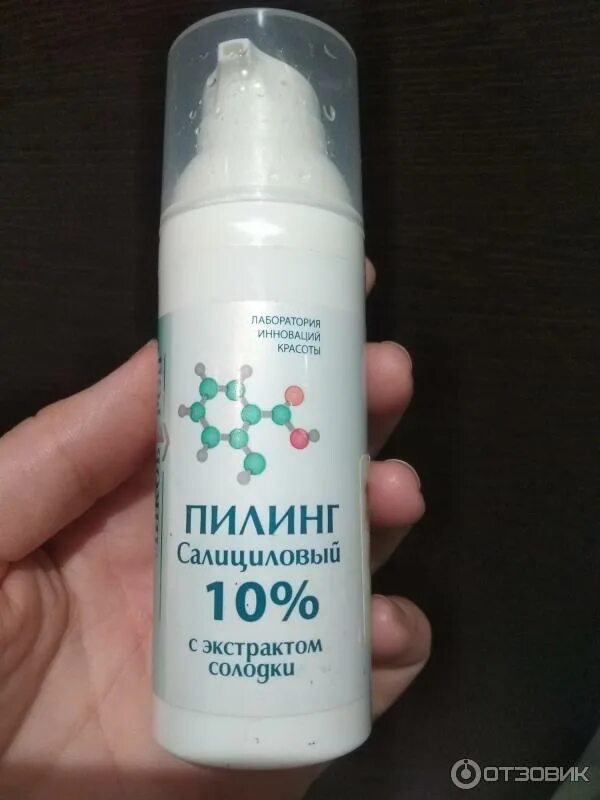 ЛАБОРАТОРИЯ
ИННОВАЦИЙ
КРАСОТЫ
ПИЛИНГ
Салициловый
10%
с экстрактом
солодки
ОТЗОВИК